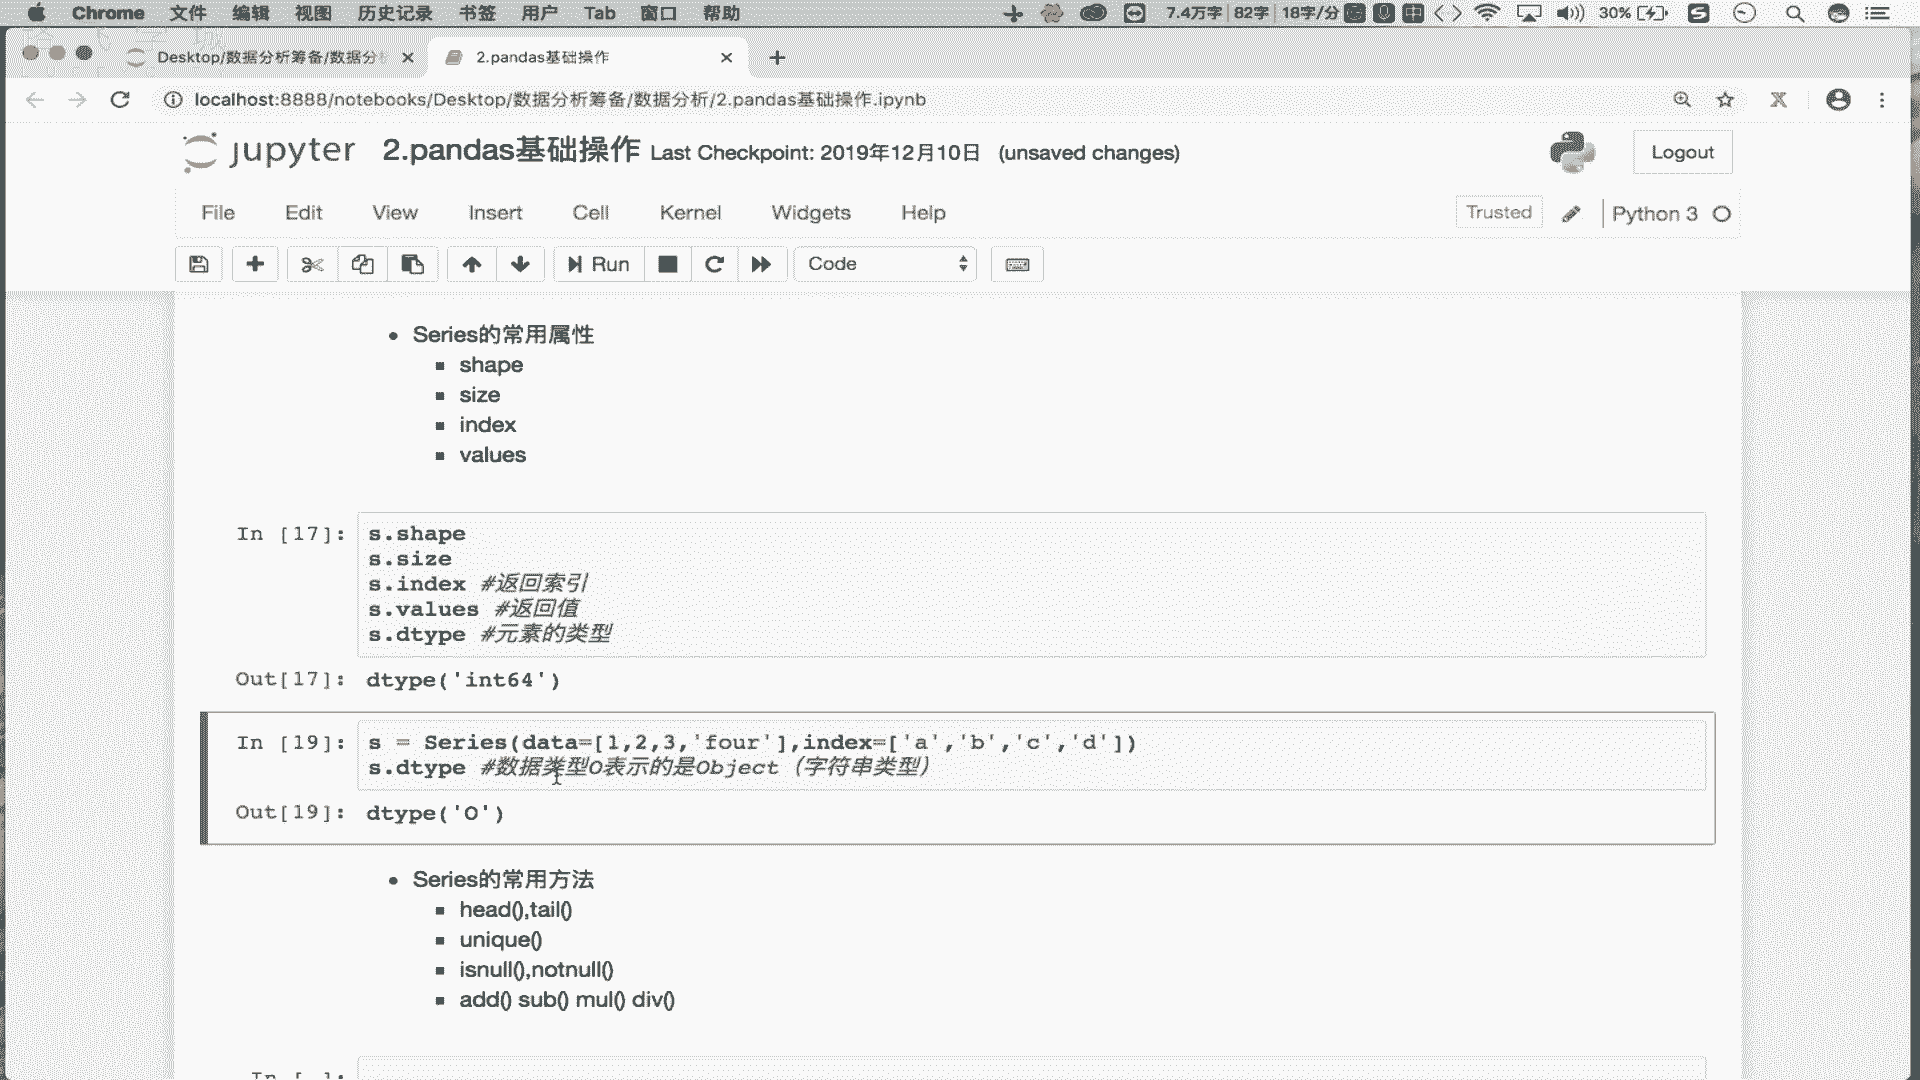 Chrome 文件 编辑 视图 历史记录 书签 用户 Tab 窗口 帮助 7.4万字 82字 18字/分 中 30%
Desktop/数据分析筹备/数据分析
2.pandas基础操作
localhost:8888/notebooks/Desktop/数据分析筹备/数据分析/2.pandas基础操作.ipynb
jupyter 2.pandas基础操作 Last Checkpoint: 2019年12月10日 (unsaved changes)
Logout
File Edit View Insert Cell Kernel Widgets Help Trusted Python 3
Run Code
Series的常用属性
shape
size
index
values
In [17]: s.shape
s.size
s.index #返回索引
s.values #返回值
s.dtype #元素的类型
Out[17]: dtype('int64')
In [19]: s = Series(data=[1,2,3,'four'],index=['a','b','c','d'])
s.dtype #数据类型O表示的是Object（字符串类型）
Out[19]: dtype('O')
Series的常用方法
head(),tail()
unique()
isnull(),notnull()
add() sub() mul() div()
In [ ]: